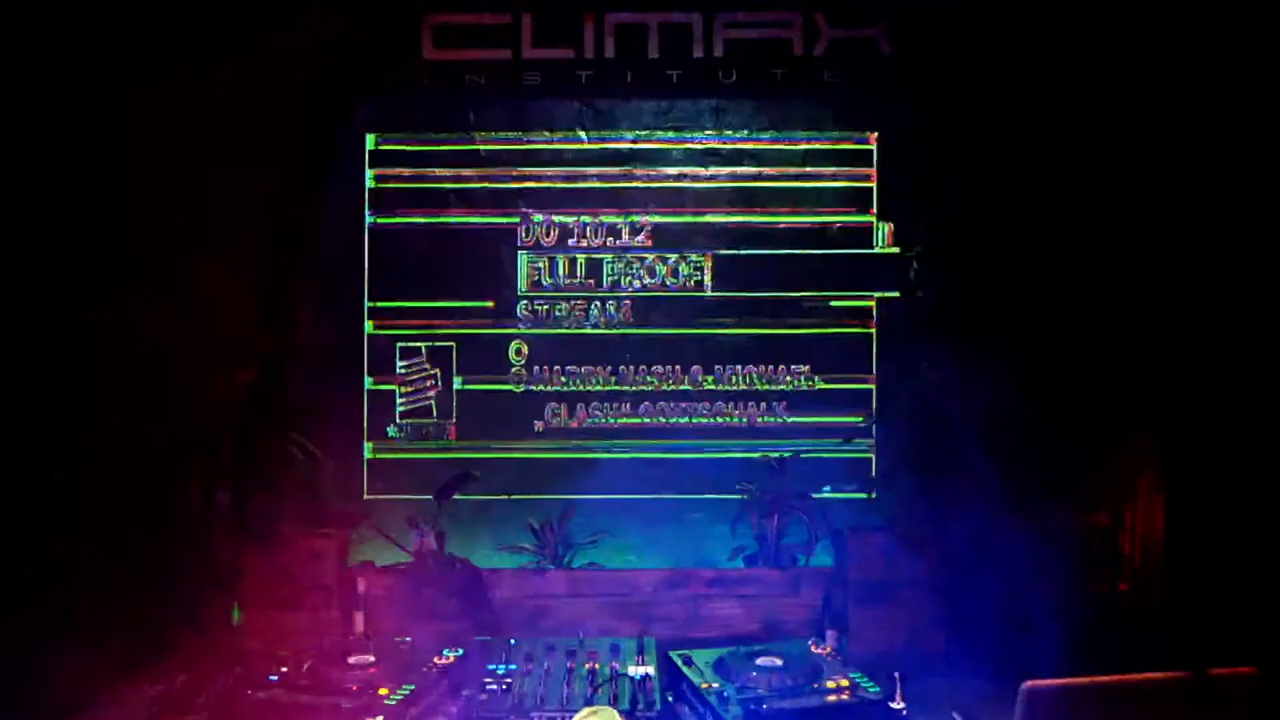 CLIMAX
INSTITUTE
DO 10.12
FULL PROOF
STREAM
HARRY NASH & MICHAEL
„CLASH“ GOTTSCHALK